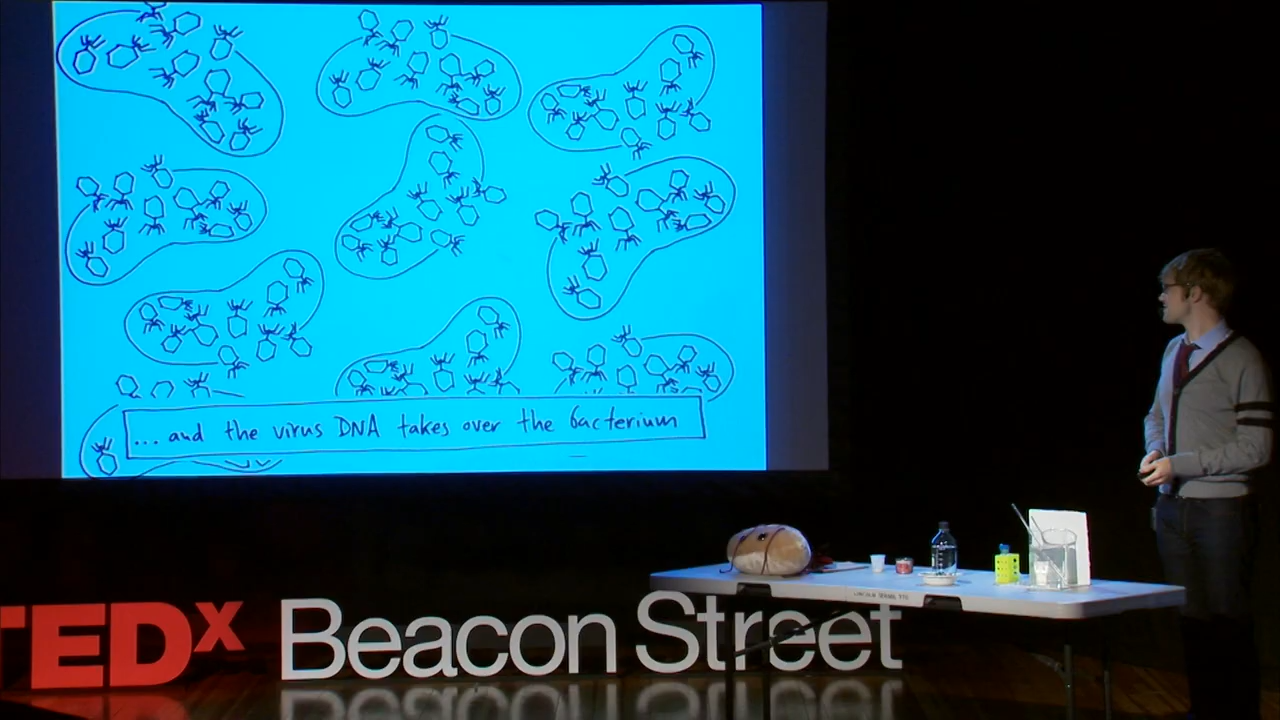 ... and the virus DNA takes over the bacterium
TEDx Beacon Street